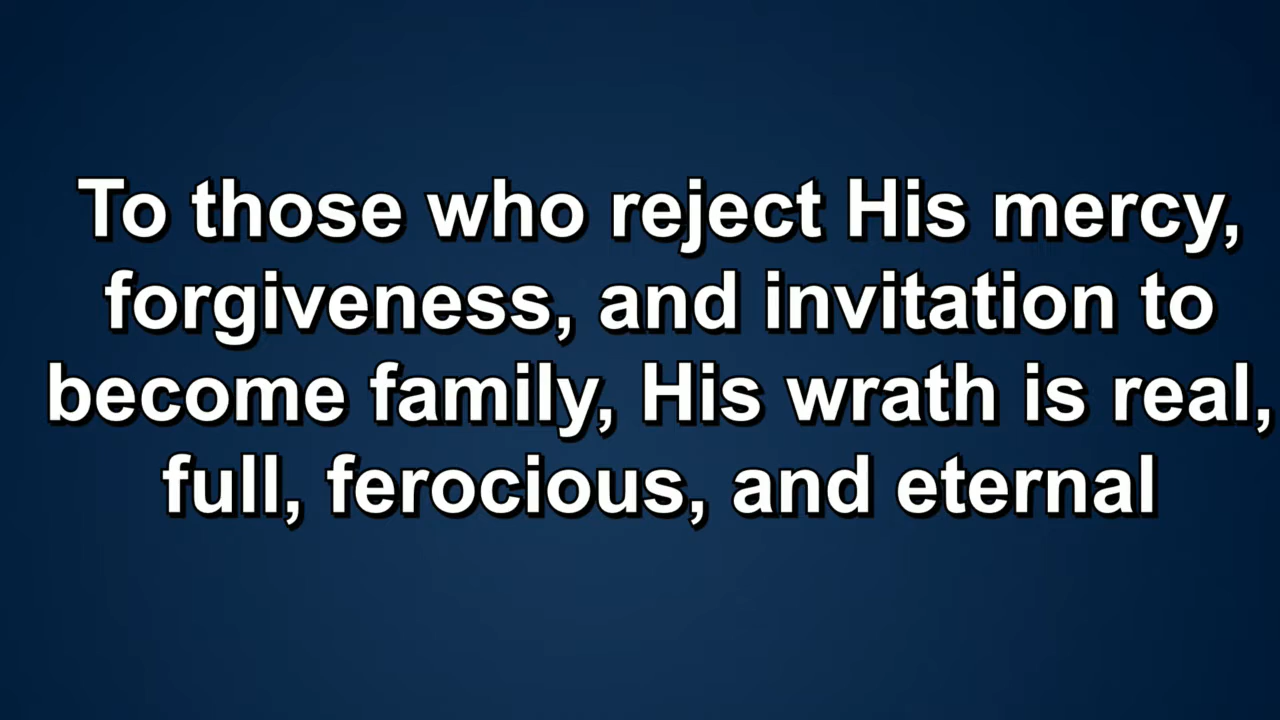 To those who reject His mercy,
forgiveness, and invitation to
become family, His wrath is real,
full, ferocious, and eternal